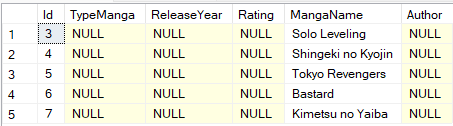 Id TypeManga ReleaseYear Rating MangaName Author
1 3 NULL NULL NULL Solo Leveling NULL
2 4 NULL NULL NULL Shingeki no Kyojin NULL
3 5 NULL NULL NULL Tokyo Revengers NULL
4 6 NULL NULL NULL Bastard NULL
5 7 NULL NULL NULL Kimetsu no Yaiba NULL